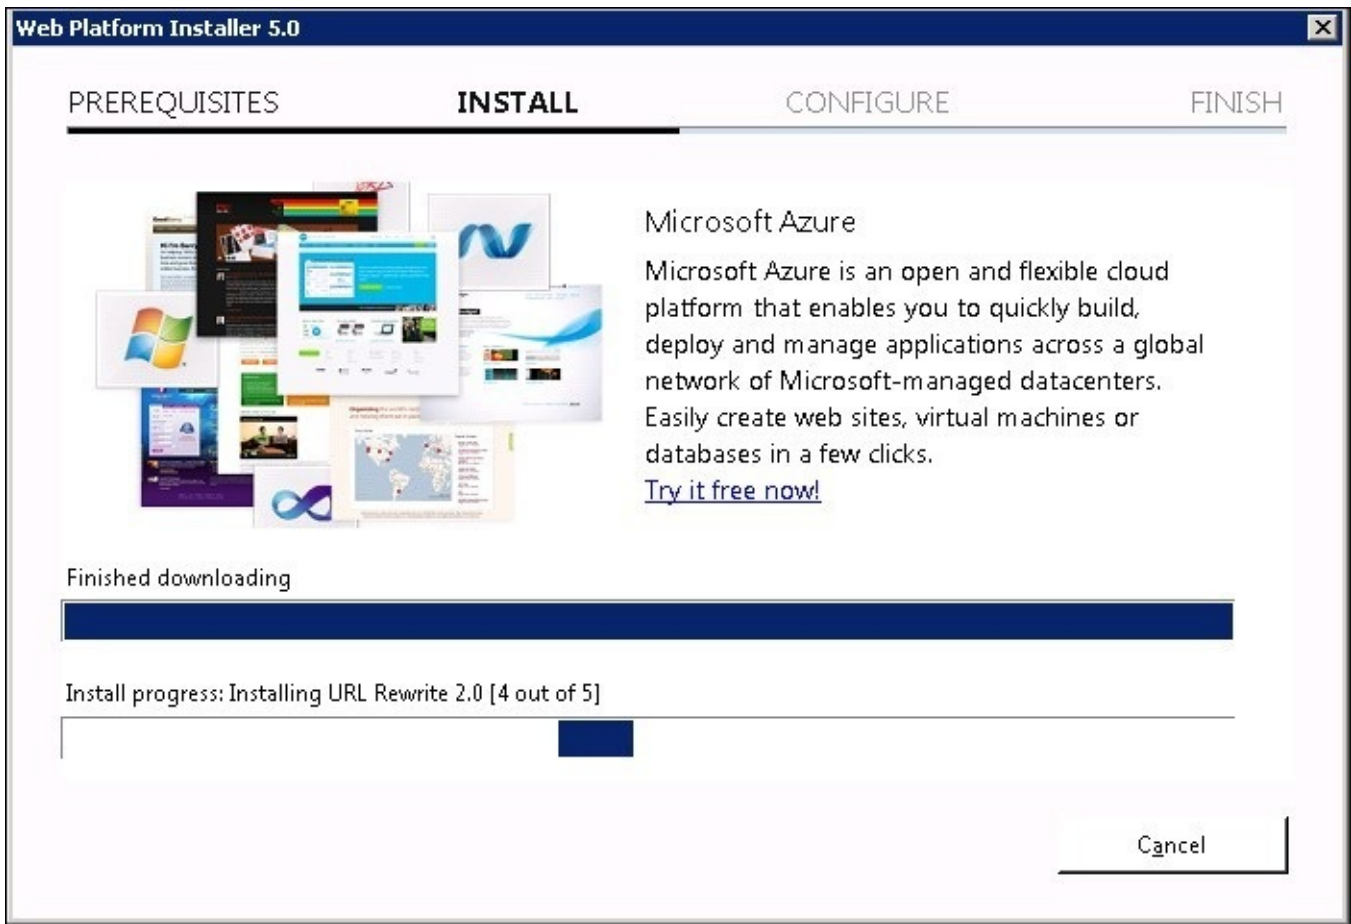 Web Platform Installer 5.0
PREREQUISITES INSTALL CONFIGURE FINISH
Microsoft Azure
Microsoft Azure is an open and flexible cloud
platform that enables you to quickly build,
deploy and manage applications across a global
network of Microsoft-managed datacenters.
Easily create web sites, virtual machines or
databases in a few clicks.
Try it free now!
Finished downloading
Install progress: Installing URL Rewrite 2.0 [4 out of 5]
Cancel